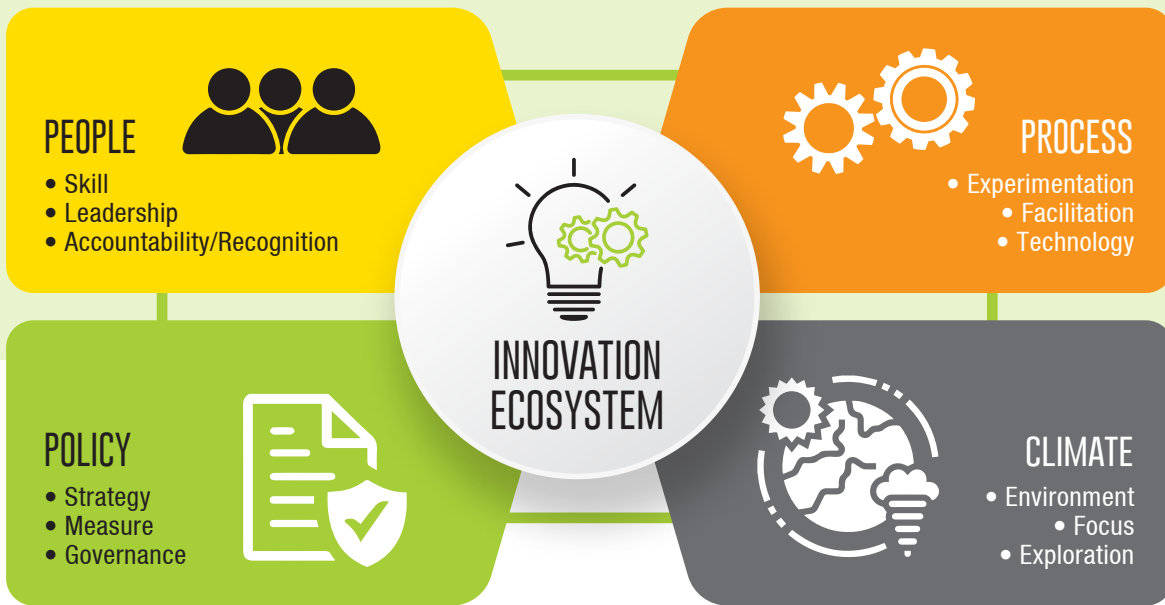 PEOPLE
• Skill
• Leadership
• Accountability/Recognition
PROCESS
• Experimentation
• Facilitation
• Technology
INNOVATION
ECOSYSTEM
POLICY
• Strategy
• Measure
• Governance
CLIMATE
• Environment
• Focus
• Exploration